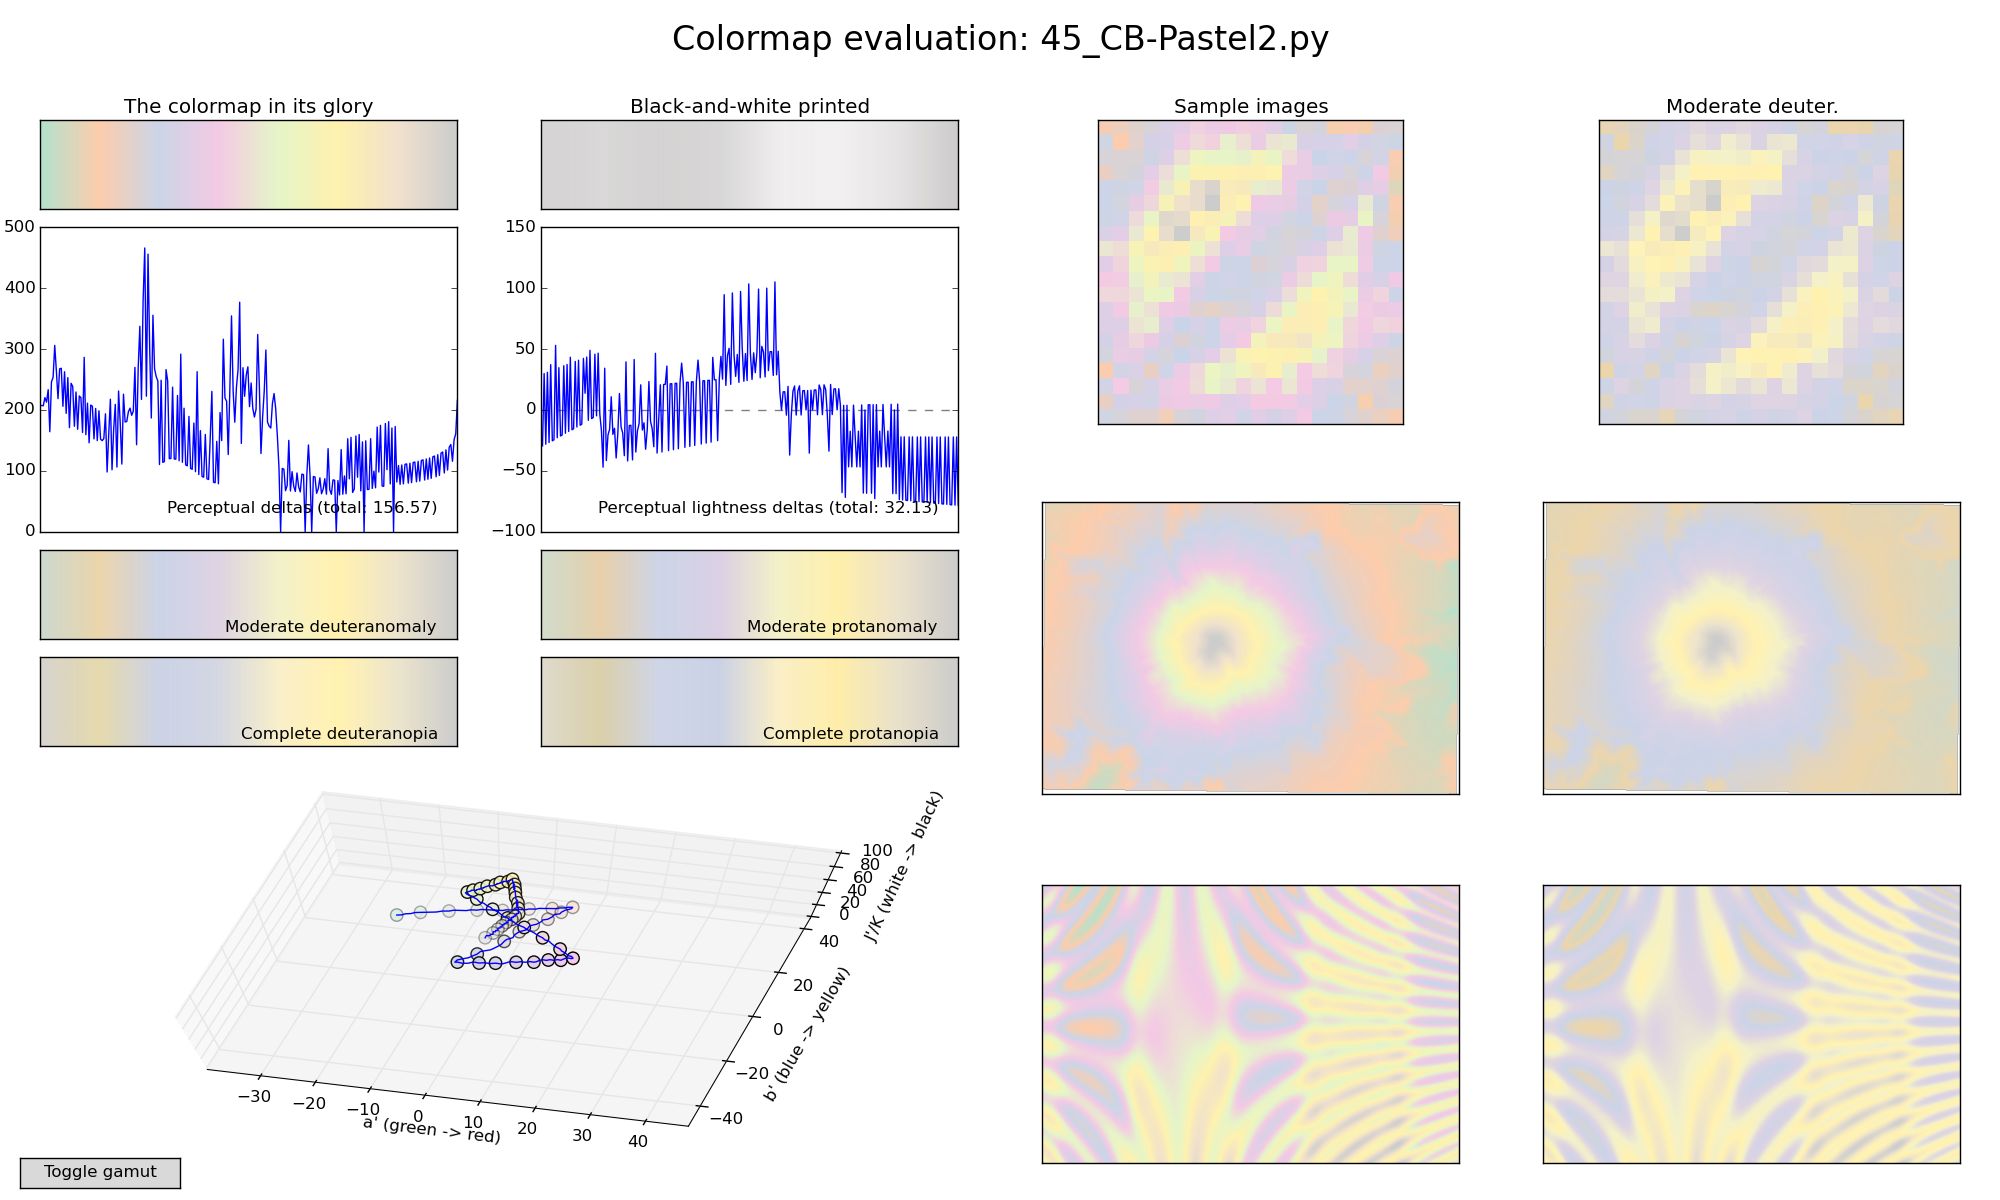 Colormap evaluation: 45_CB-Pastel2.py
The colormap in its glory
Black-and-white printed
Sample images
Moderate deuter.
500
400
300
200
100
0
Perceptual deltas (total: 156.57)
150
100
50
0
−50
−100
Perceptual lightness deltas (total: 32.13)
Moderate deuteranomaly
Moderate protanomaly
Complete deuteranopia
Complete protanopia
−30
−20
−10
0
10
20
30
40
a' (green -> red)
−40
−20
0
20
40
b' (blue -> yellow)
0
20
40
60
80
100
J'/K (white -> black)
Toggle gamut